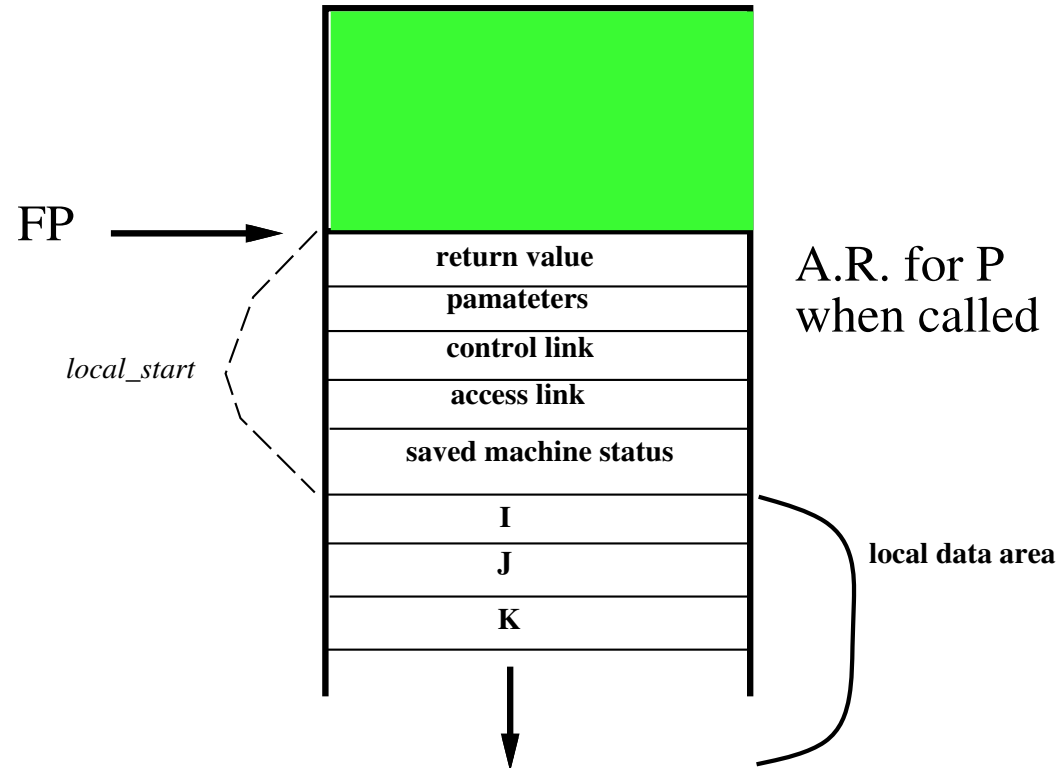 FP
return value
A.R. for P
when called
pamateters
control link
local_start
access link
saved machine status
I
local data area
J
K